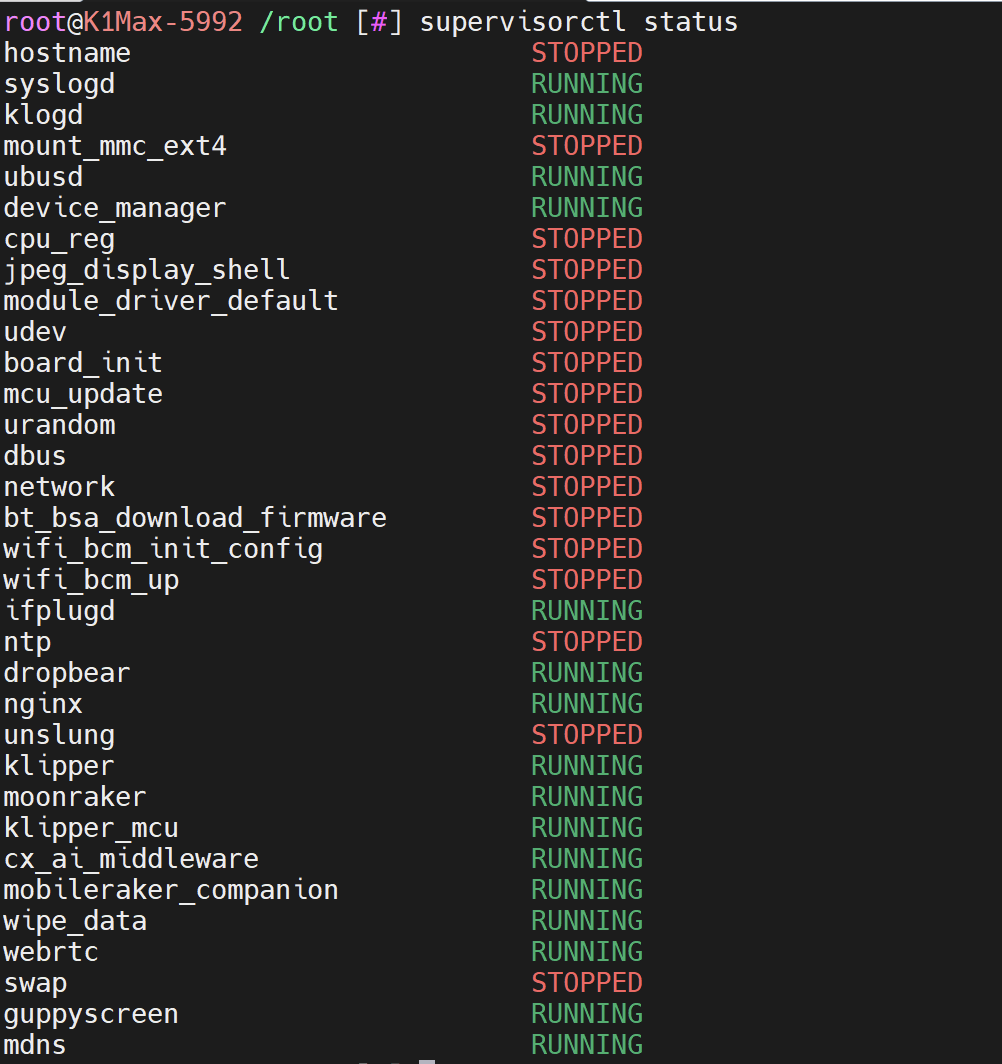 root@K1Max-5992 /root [#] supervisorctl status
hostname STOPPED
syslogd RUNNING
klogd RUNNING
mount_mmc_ext4 STOPPED
ubusd RUNNING
device_manager RUNNING
cpu_reg STOPPED
jpeg_display_shell STOPPED
module_driver_default STOPPED
udev STOPPED
board_init STOPPED
mcu_update STOPPED
urandom STOPPED
dbus STOPPED
network STOPPED
bt_bsa_download_firmware STOPPED
wifi_bcm_init_config STOPPED
wifi_bcm_up STOPPED
ifplugd RUNNING
ntp STOPPED
dropbear RUNNING
nginx RUNNING
unslung STOPPED
klipper RUNNING
moonraker RUNNING
klipper_mcu RUNNING
cx_ai_middleware RUNNING
mobileraker_companion RUNNING
wipe_data RUNNING
webrtc RUNNING
swap STOPPED
guppyscreen RUNNING
mdns RUNNING